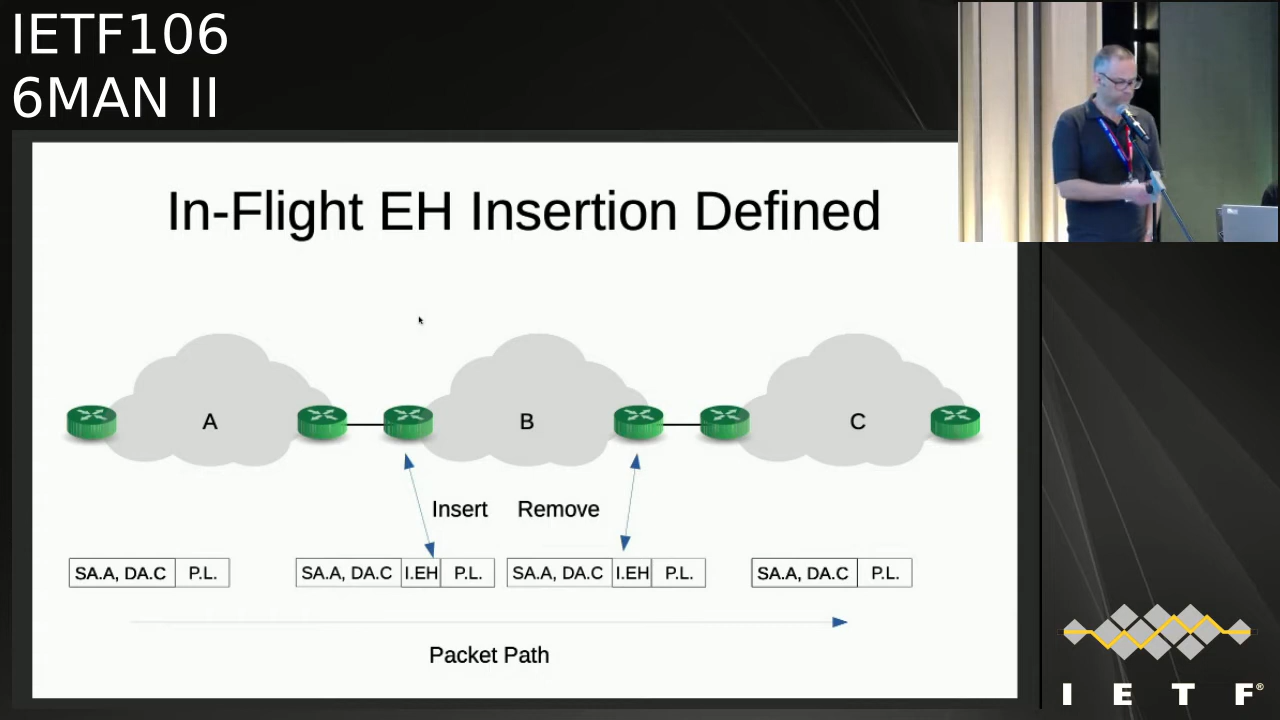 IETF106
6MAN II
In-Flight EH Insertion Defined
A
B
C
Insert
Remove
SA.A, DA.C P.L.
SA.A, DA.C I.EH P.L.
SA.A, DA.C I.EH P.L.
SA.A, DA.C P.L.
Packet Path
I E T F®